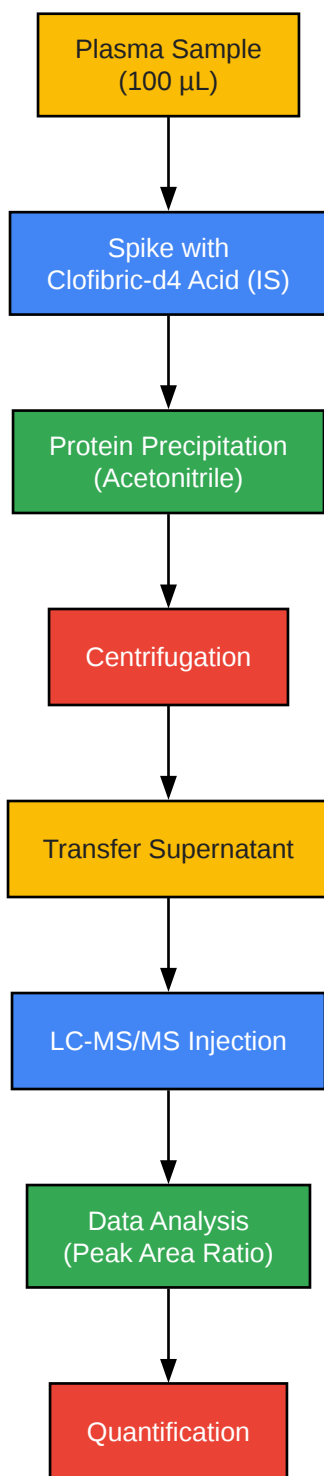 Plasma Sample
(100 µL)
Spike with
Clofibric-d4 Acid (IS)
Protein Precipitation
(Acetonitrile)
Centrifugation
Transfer Supernatant
LC-MS/MS Injection
Data Analysis
(Peak Area Ratio)
Quantification